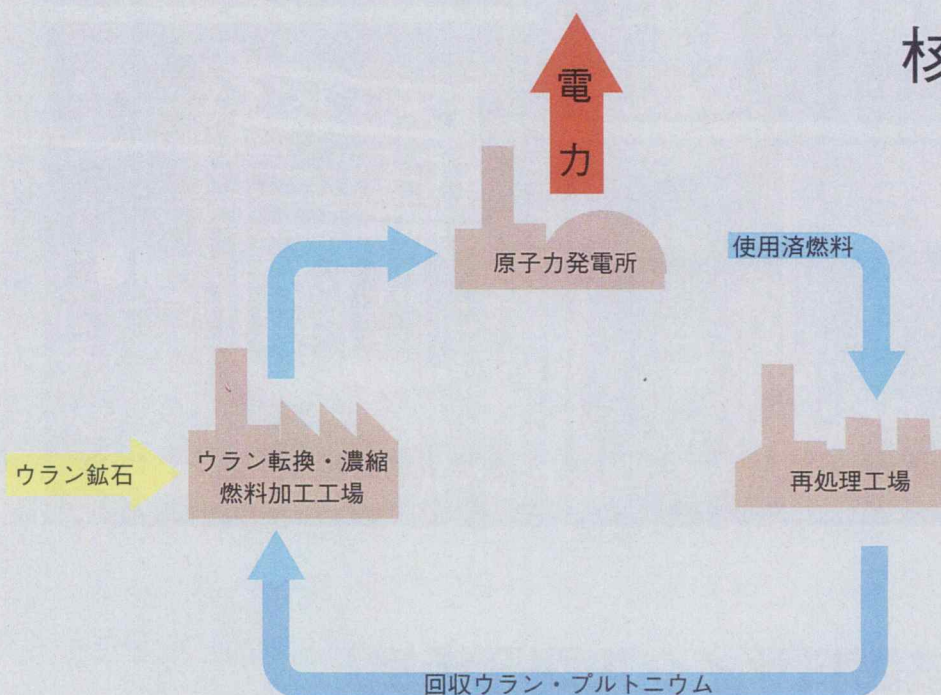 核
電
力
原子力発電所
使用済燃料
ウラン鉱石
ウラン転換・濃縮
燃料加工工場
再処理工場
回収ウラン・プルトニウム